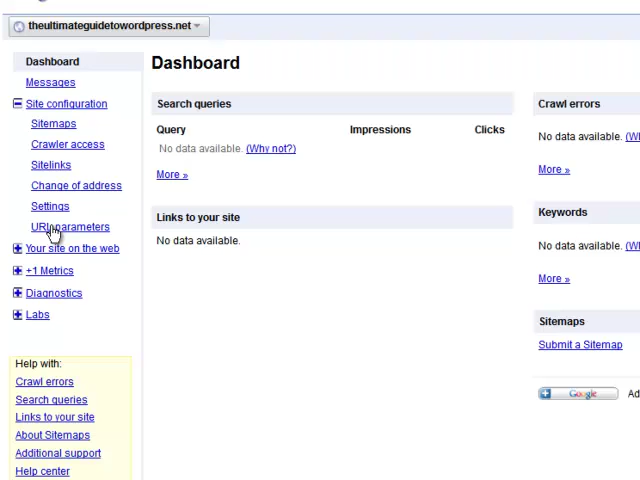 theultimateguidetowordpress.net
Dashboard
Messages
Site configuration
Sitemaps
Crawler access
Sitelinks
Change of address
Settings
URL parameters
Your site on the web
+1 Metrics
Diagnostics
Labs
Help with:
Crawl errors
Search queries
Links to your site
About Sitemaps
Additional support
Help center
Dashboard
Search queries
Query Impressions Clicks
No data available. (Why not?)
More »
Links to your site
No data available.
Crawl errors
No data available.
More »
Keywords
No data available.
More »
Sitemaps
Submit a Sitemap
Google